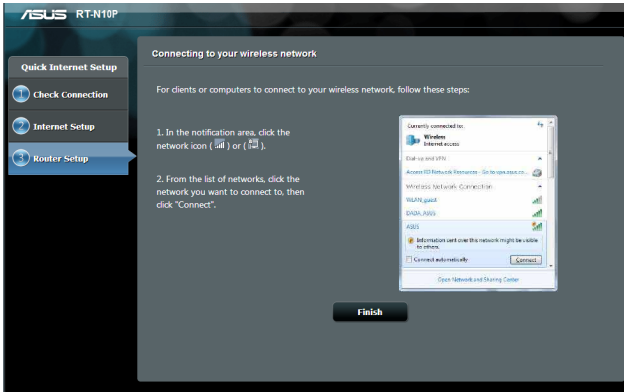 ASUS RT-N10P
Quick Internet Setup
1 Check Connection
2 Internet Setup
3 Router Setup
Connecting to your wireless network
For clients or computers to connect to your wireless network, follow these steps:
1. In the notification area, click the
network icon ( ) or ( ).
2. From the list of networks, click the
network you want to connect to, then
click "Connect".
Currently connected to:
Wireless
Internet access
Dial-up and VPN
Wireless Network Connection
WLAN_guest
DADA_ASUS
ASUS
Information sent over this network might be visible
to others.
Connect automatically
Connect
Open Network and Sharing Center
Finish